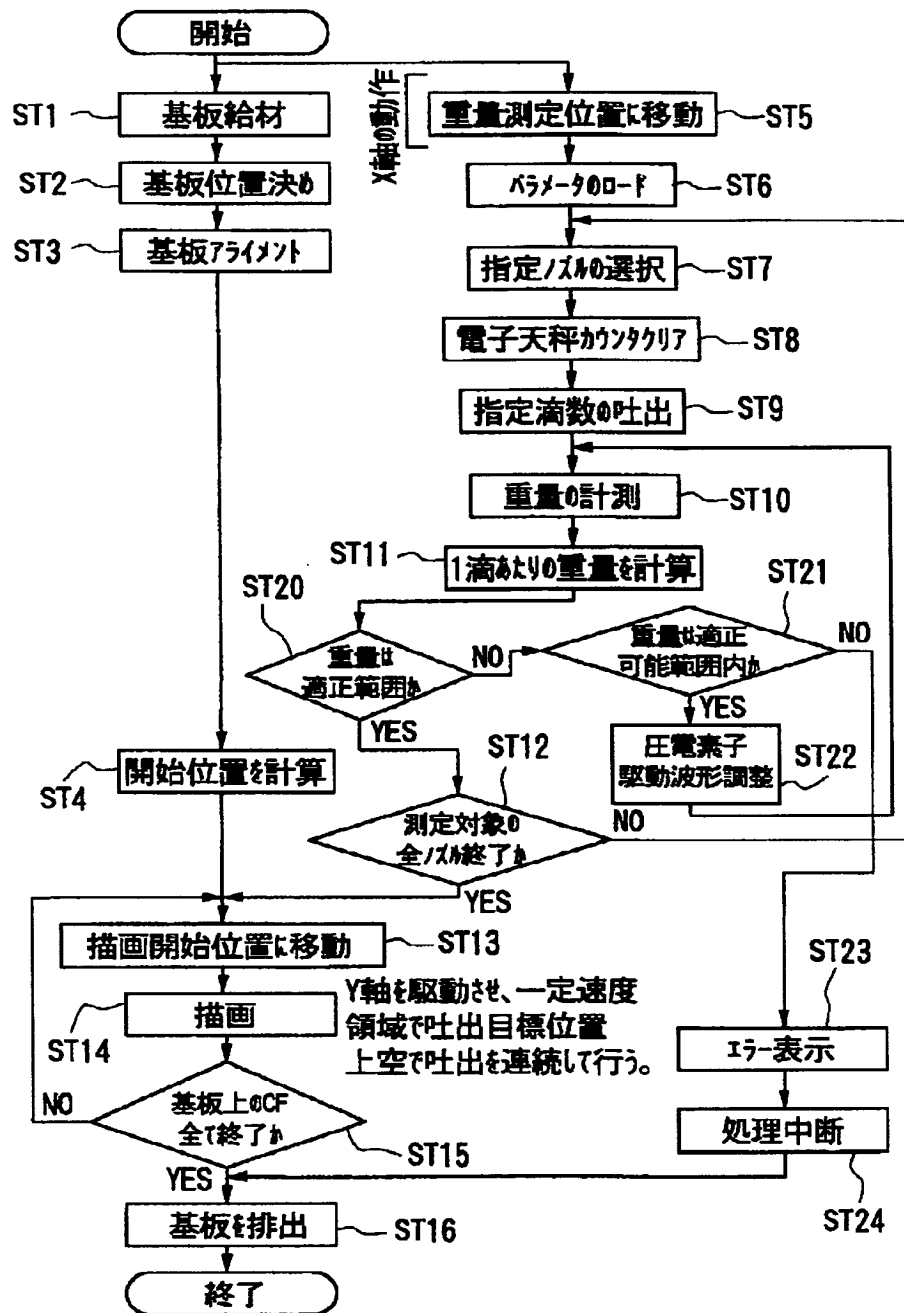 開始
X軸の動作
ST1
基板給材
重量測定位置に移動
ST5
ST2
基板位置決め
パラメータのロード
ST6
ST3
基板アライメント
指定ノズルの選択
ST7
電子天秤カウンタクリア
ST8
指定滴数の吐出
ST9
重量の計測
ST10
ST11
1滴あたりの重量を計算
ST20
重量は
適正範囲か
NO
YES
ST21
重量は適正
可能範囲内か
NO
YES
圧電素子
駆動波形調整
ST22
ST4
開始位置を計算
ST12
測定対象の
全ノズル終了か
NO
YES
描画開始位置に移動
ST13
描画
ST14
Y軸を駆動させ、一定速度
領域で吐出目標位置
上空で吐出を連続して行う。
ST23
エラー表示
NO
基板上のCF
全て終了か
ST15
YES
処理中断
ST24
基板を排出
ST16
終了